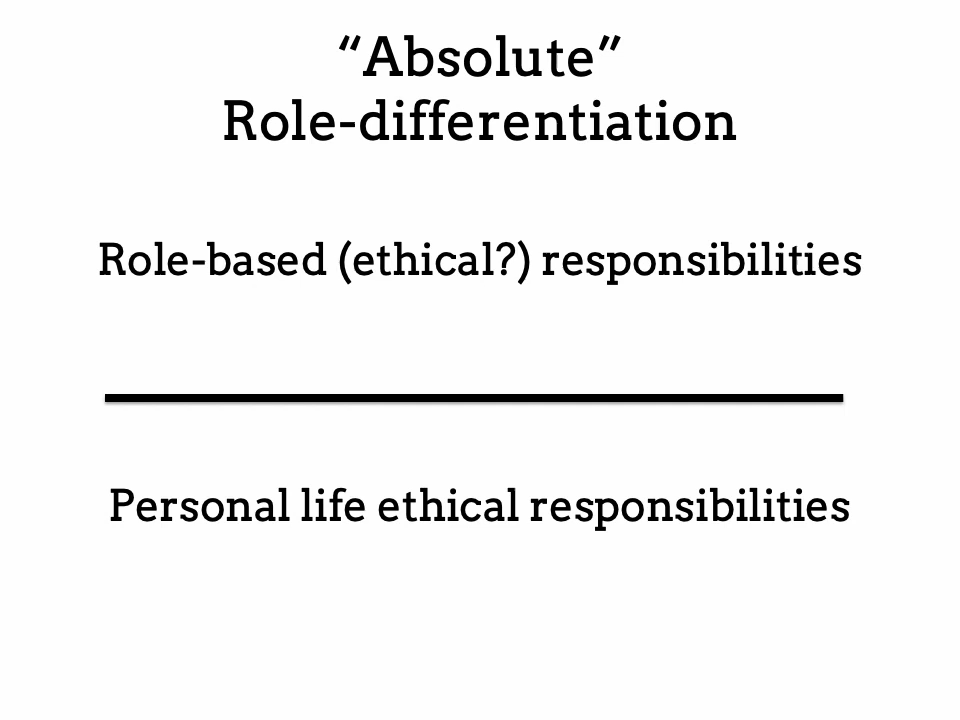 “Absolute”
Role-differentiation
Role-based (ethical?) responsibilities
Personal life ethical responsibilities